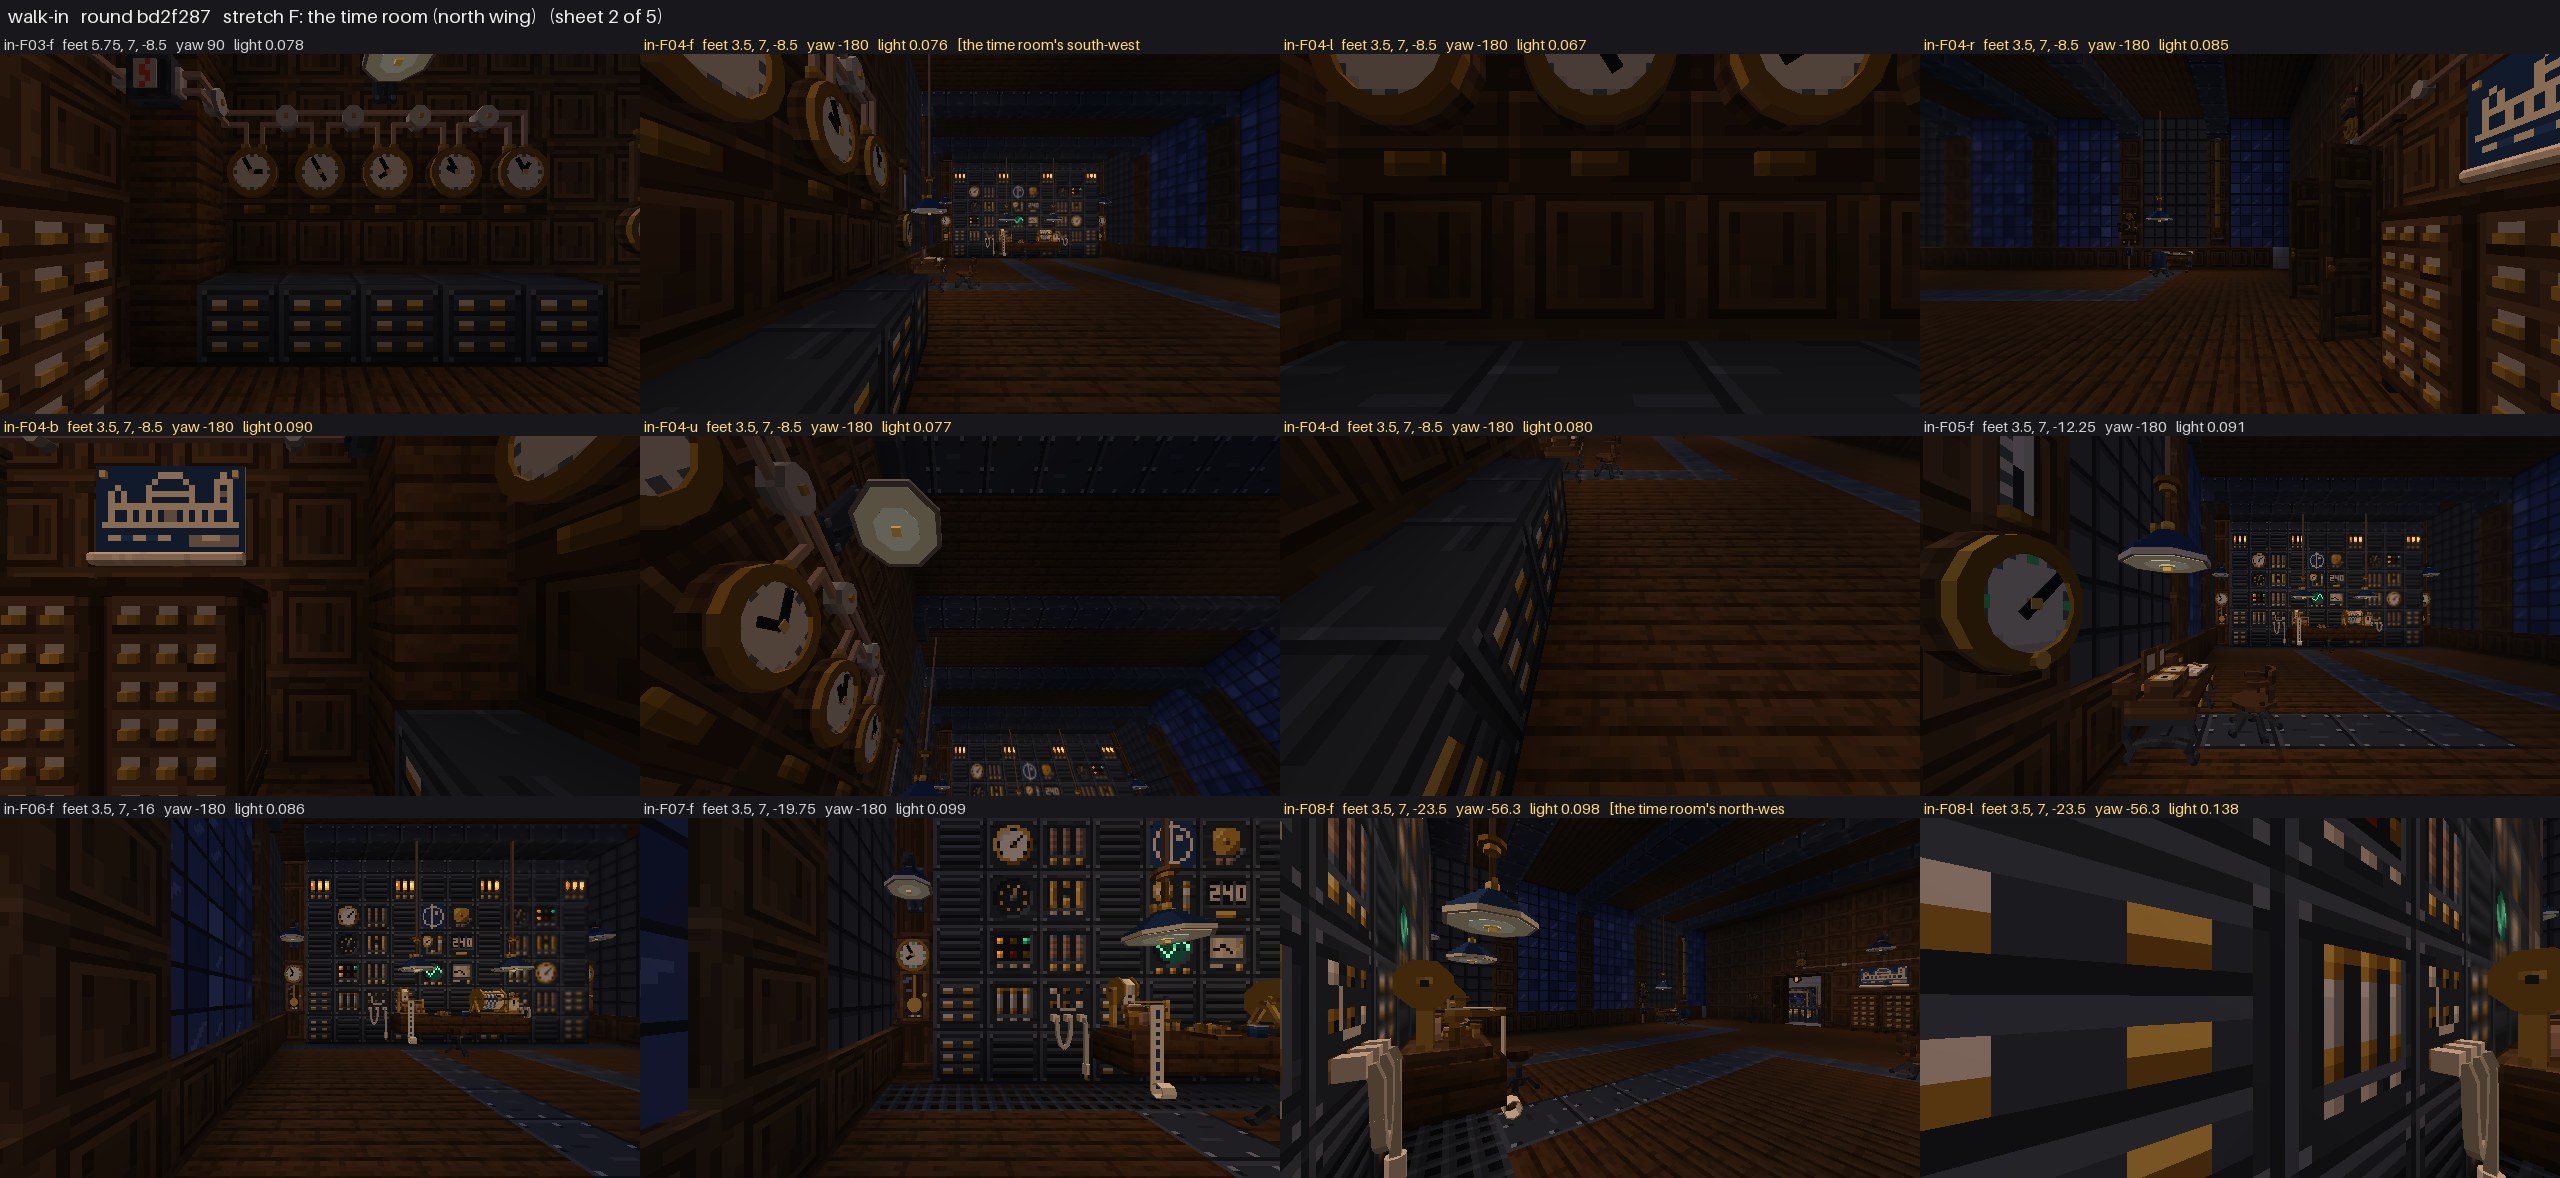 walk-in round bd2f287 stretch F: the time room (north wing) (sheet 2 of 5)
in-F03-f feet 5.75, 7, -8.5 yaw 90 light 0.078
in-F04-f feet 3.5, 7, -8.5 yaw -180 light 0.076 [the time room's south-west
in-F04-l feet 3.5, 7, -8.5 yaw -180 light 0.067
in-F04-r feet 3.5, 7, -8.5 yaw -180 light 0.085
in-F04-b feet 3.5, 7, -8.5 yaw -180 light 0.090
in-F04-u feet 3.5, 7, -8.5 yaw -180 light 0.077
in-F04-d feet 3.5, 7, -8.5 yaw -180 light 0.080
in-F05-f feet 3.5, 7, -12.25 yaw -180 light 0.091
240
in-F06-f feet 3.5, 7, -16 yaw -180 light 0.086
in-F07-f feet 3.5, 7, -19.75 yaw -180 light 0.099
in-F08-f feet 3.5, 7, -23.5 yaw -56.3 light 0.098 [the time room's north-wes
in-F08-l feet 3.5, 7, -23.5 yaw -56.3 light 0.138
240
240